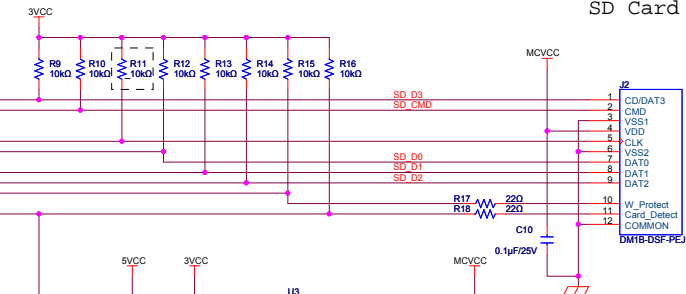 SD Card
3VCC
MCVCC
R9 R10 R11 R12 R13 R14 R15 R16
10kΩ 10kΩ 10kΩ 10kΩ 10kΩ 10kΩ 10kΩ 10kΩ
J2
SD_D3 1 CD/DAT3
SD_CMD 2 CMD
3 VSS1
4 VDD
5 CLK
6 VSS2
SD_D0 7 DAT0
SD_D1 8 DAT1
SD_D2 9 DAT2
R17 22Ω 10 W_Protect
R18 22Ω 11 Card_Detect
12 COMMON
C10
DM1B-DSF-PEJ
0.1µF/25V
5VCC 3VCC MCVCC
U3